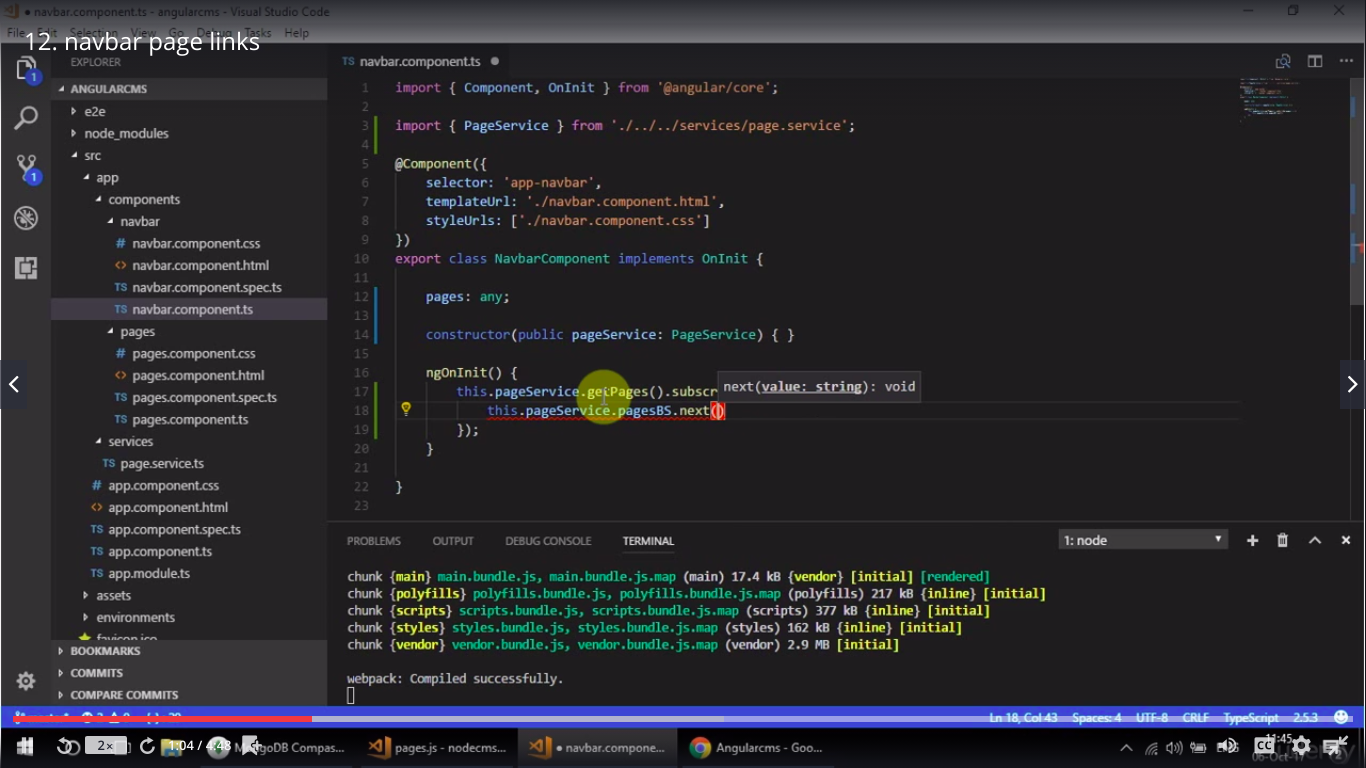 navbar.component.ts - angularcms - Visual Studio Code
File Edit Selection View Go Debug Tasks Help
12. navbar page links
EXPLORER
ANGULARCMS
e2e
node_modules
src
app
components
navbar
# navbar.component.css
<> navbar.component.html
TS navbar.component.spec.ts
TS navbar.component.ts
pages
# pages.component.css
<> pages.component.html
TS pages.component.spec.ts
TS pages.component.ts
services
TS page.service.ts
# app.component.css
<> app.component.html
TS app.component.spec.ts
TS app.component.ts
TS app.module.ts
assets
environments
favicon.ico
BOOKMARKS
COMMITS
COMPARE COMMITS
1
1
TS navbar.component.ts
1 import { Component, OnInit } from '@angular/core';
2
3 import { PageService } from './../../services/page.service';
4
5 @Component({
6 selector: 'app-navbar',
7 templateUrl: './navbar.component.html',
8 styleUrls: ['./navbar.component.css']
9 })
10 export class NavbarComponent implements OnInit {
11
12 pages: any;
13
14 constructor(public pageService: PageService) { }
15
16 ngOnInit() {
17 this.pageService.getPages().subscr
next(value: string): void
18 this.pageService.pagesBS.next()
19 });
20 }
21
22 }
23
PROBLEMS OUTPUT DEBUG CONSOLE TERMINAL
1: node
chunk {main} main.bundle.js, main.bundle.js.map (main) 17.4 kB {vendor} [initial] [rendered]
chunk {polyfills} polyfills.bundle.js, polyfills.bundle.js.map (polyfills) 217 kB {inline} [initial]
chunk {scripts} scripts.bundle.js, scripts.bundle.js.map (scripts) 377 kB {inline} [initial]
chunk {styles} styles.bundle.js, styles.bundle.js.map (styles) 162 kB {inline} [initial]
chunk {vendor} vendor.bundle.js, vendor.bundle.js.map (vendor) 2.9 MB [initial]
webpack: Compiled successfully.
Ln 18, Col 43 Spaces: 4 UTF-8 CRLF TypeScript 2.5.3
2x
1:04 / 4:48
MongoDB Compas...
pages.js - nodecms...
navbar.compone...
Angularcms - Goo...
CC
11:45
06-Oct-17